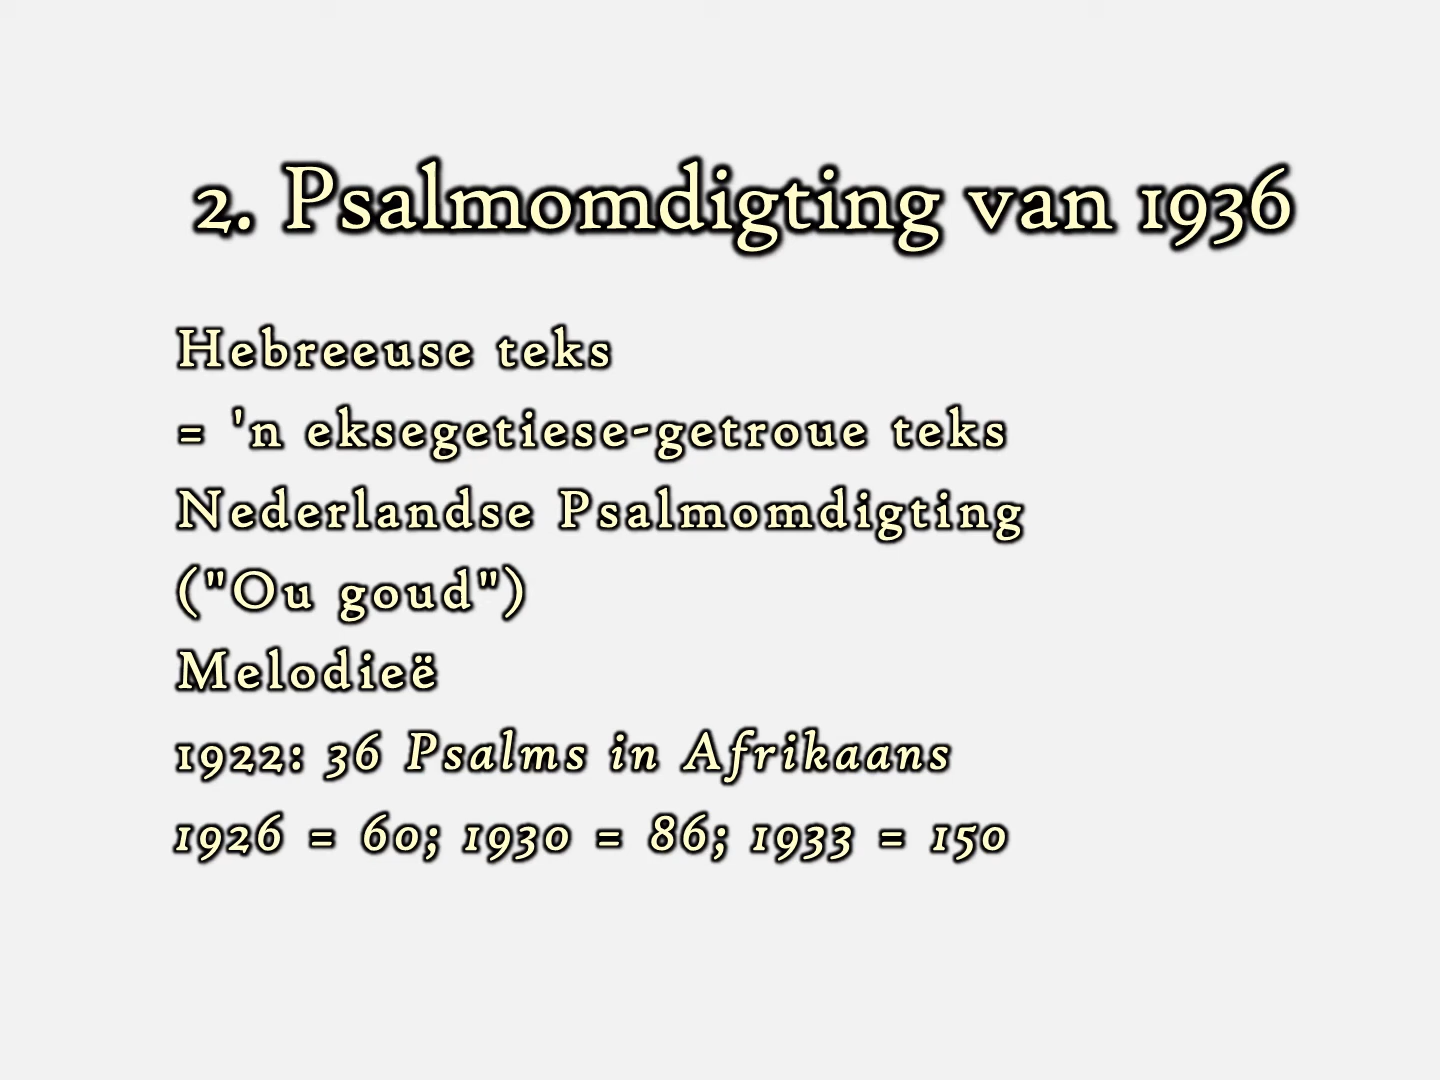 2. Psalmomdigting van 1936
Hebreeuse teks
= 'n eksegetiese-getroue teks
Nederlandse Psalmomdigting
("Ou goud")
Melodieë
1922: 36 Psalms in Afrikaans
1926 = 60; 1930 = 86; 1933 = 150